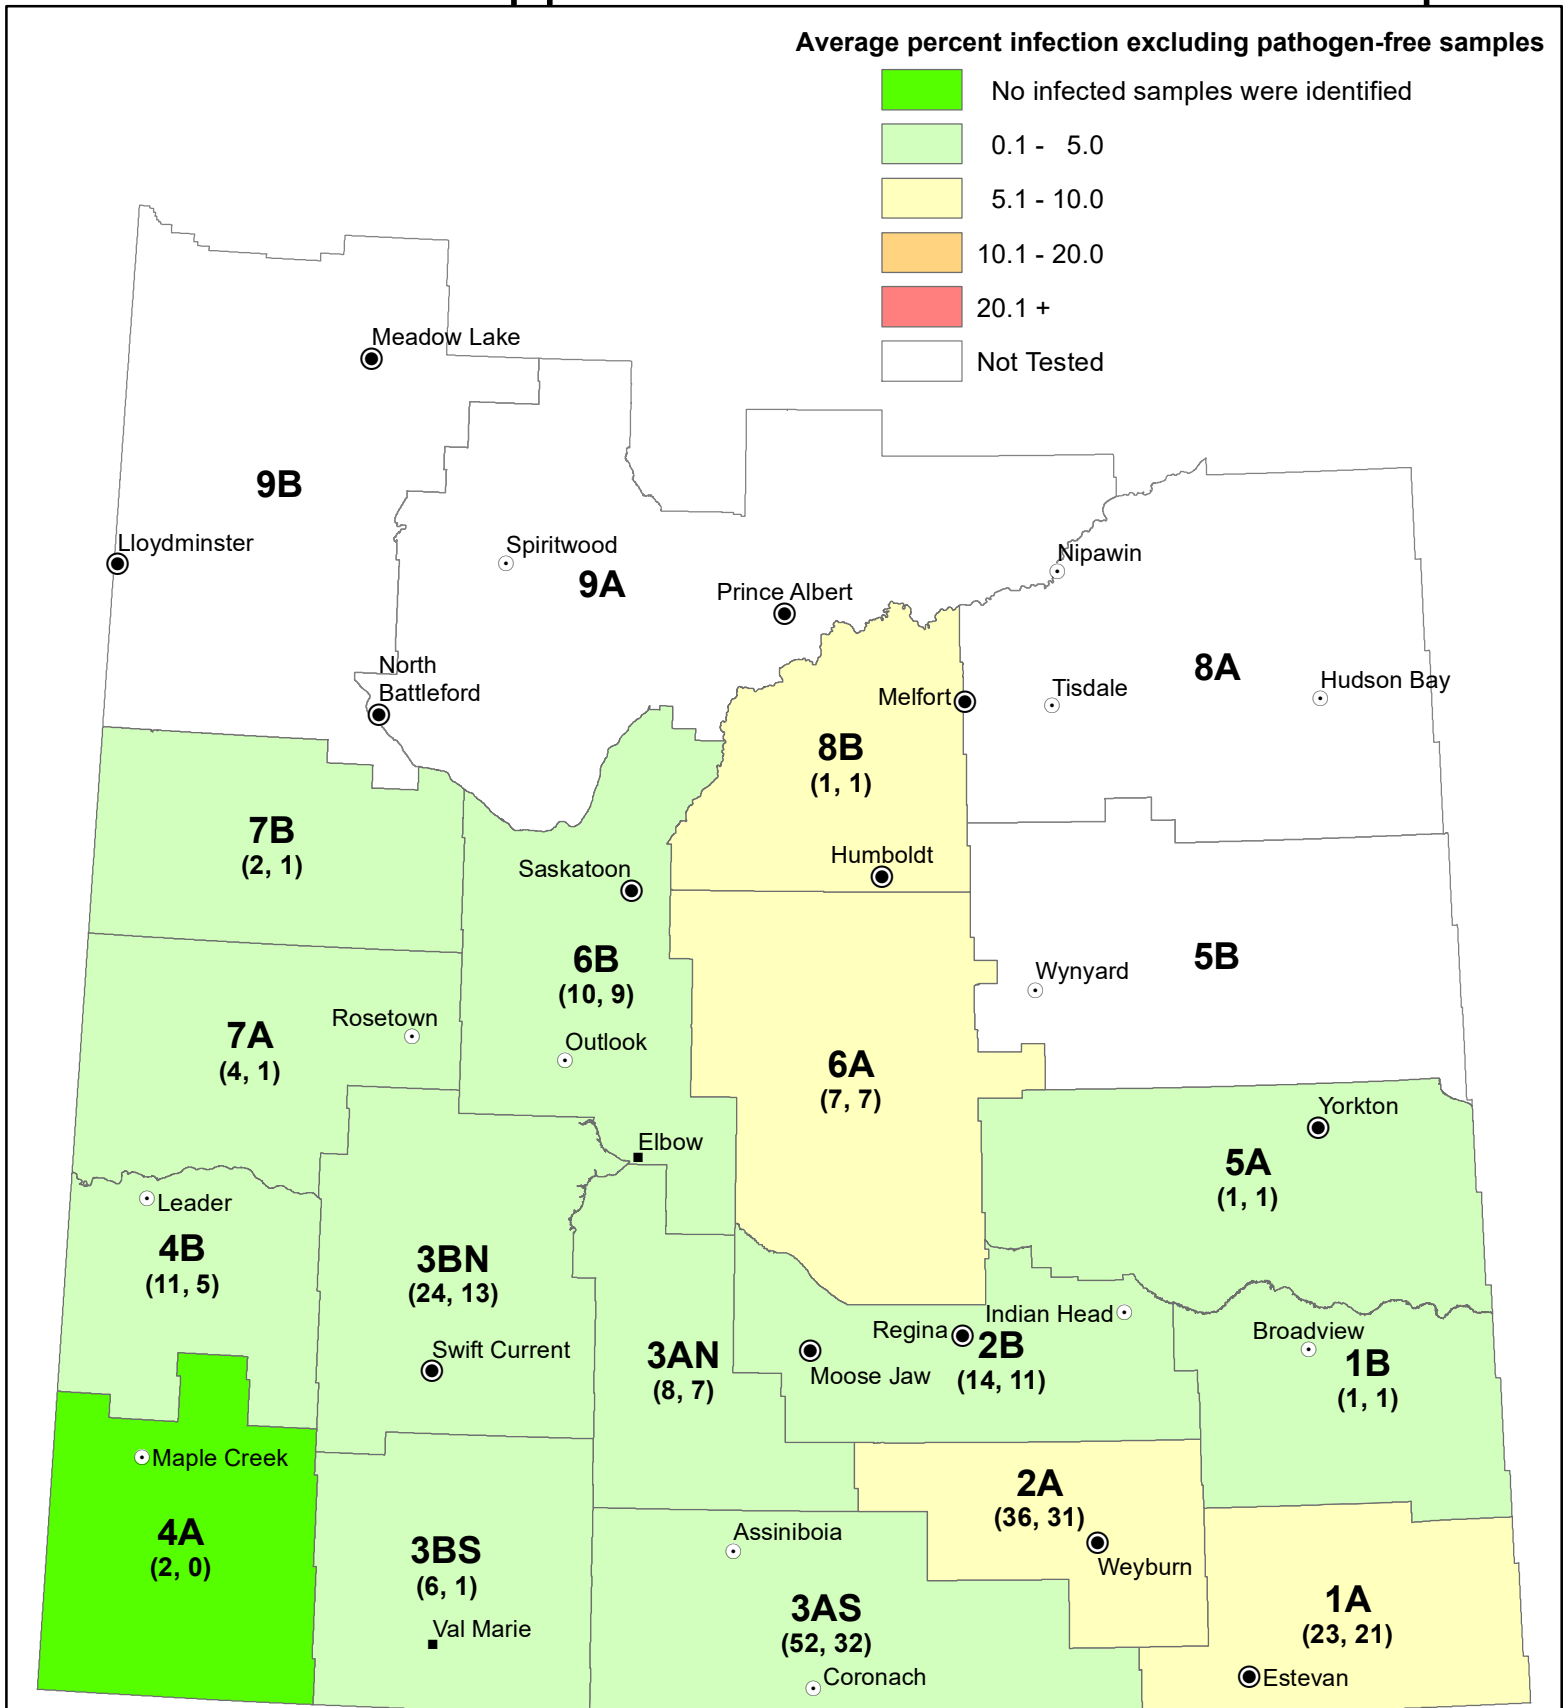 Average percent infection excluding pathogen-free samples
No infected samples were identified
0.1 - 5.0
5.1 - 10.0
10.1 - 20.0
20.1 +
Not Tested
Meadow Lake
9B
Lloydminster
Spiritwood
9A
Prince Albert
Nipawin
North
Battleford
8A
Melfort
Tisdale
Hudson Bay
8B
(1, 1)
7B
(2, 1)
Humboldt
Saskatoon
6B
(10, 9)
5B
Wynyard
Rosetown
7A
(4, 1)
Outlook
6A
(7, 7)
Yorkton
Elbow
5A
(1, 1)
Leader
4B
(11, 5)
3BN
(24, 13)
Indian Head
Regina
2B
(14, 11)
Broadview
1B
(1, 1)
Swift Current
3AN
(8, 7)
Moose Jaw
Maple Creek
2A
(36, 31)
4A
(2, 0)
Assiniboia
3BS
(6, 1)
Weyburn
3AS
(52, 32)
1A
(23, 21)
Val Marie
Coronach
Estevan